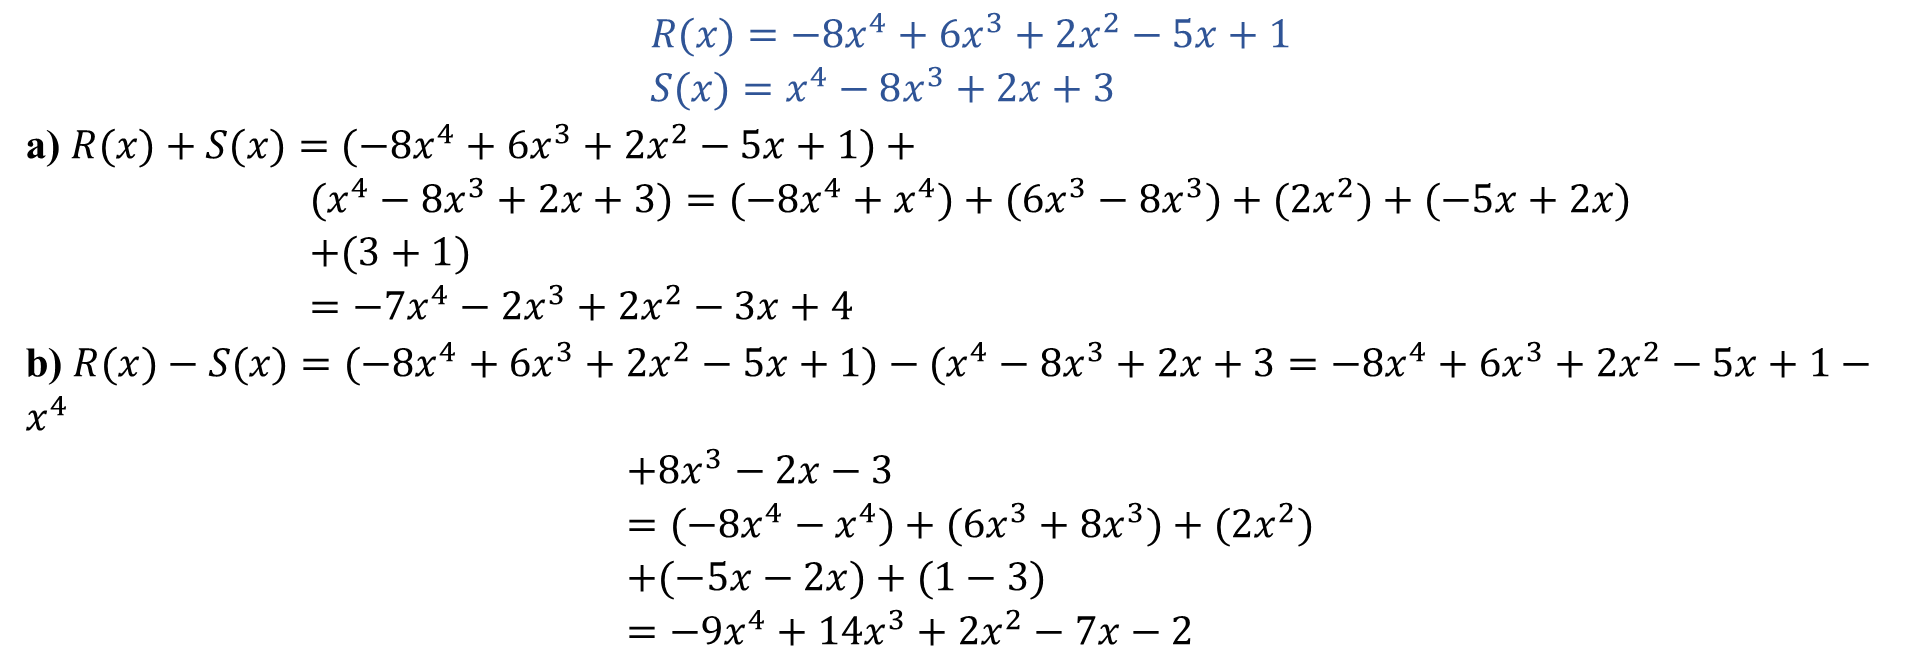 R(x) = −8x⁴ + 6x³ + 2x² − 5x + 1
S(x) = x⁴ − 8x³ + 2x + 3
a) R(x) + S(x) = (−8x⁴ + 6x³ + 2x² − 5x + 1) +
(x⁴ − 8x³ + 2x + 3) = (−8x⁴ + x⁴) + (6x³ − 8x³) + (2x²) + (−5x + 2x)
+(3 + 1)
= −7x⁴ − 2x³ + 2x² − 3x + 4
b) R(x) − S(x) = (−8x⁴ + 6x³ + 2x² − 5x + 1) − (x⁴ − 8x³ + 2x + 3 = −8x⁴ + 6x³ + 2x² − 5x + 1 −
x⁴
+8x³ − 2x − 3
= (−8x⁴ − x⁴) + (6x³ + 8x³) + (2x²)
+(−5x − 2x) + (1 − 3)
= −9x⁴ + 14x³ + 2x² − 7x − 2